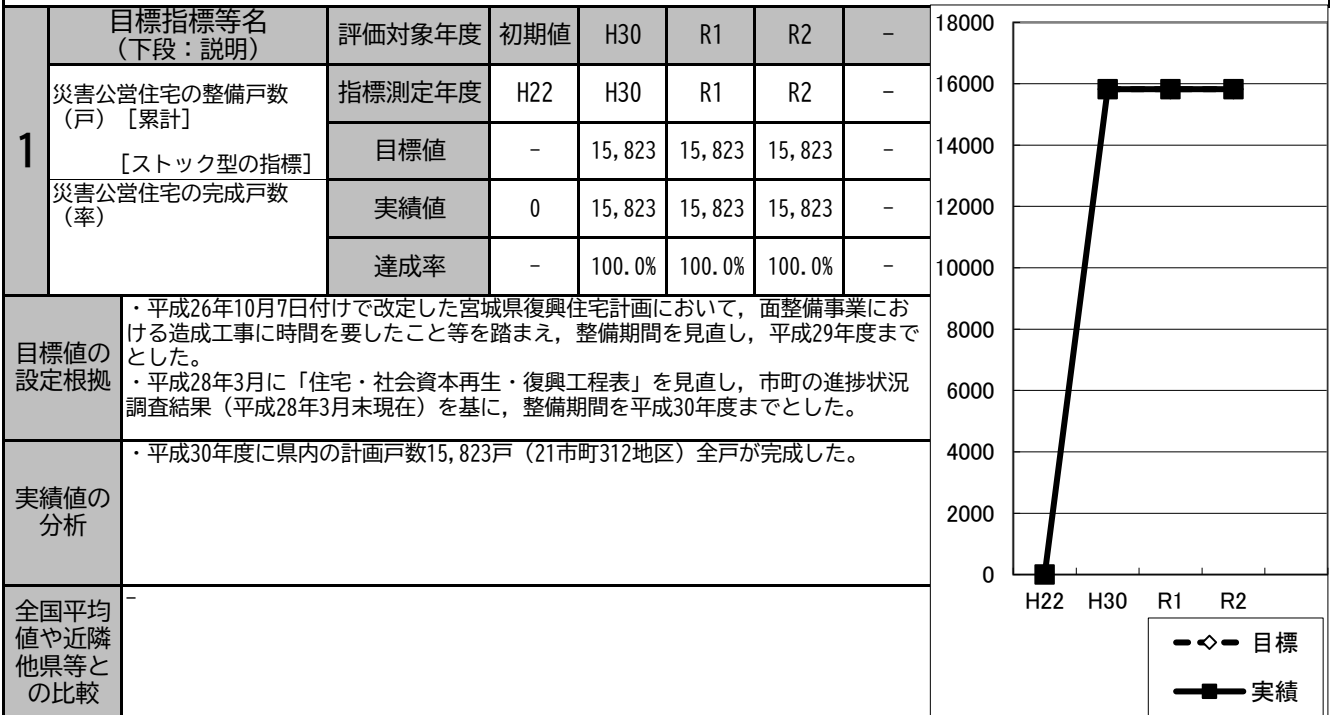 1
目標指標等名
(下段:説明)
評価対象年度 初期値 H30 R1 R2 -
災害公営住宅の整備戸数
(戸)[累計]
[ストック型の指標]
指標測定年度 H22 H30 R1 R2 -
目標値 - 15,823 15,823 15,823 -
災害公営住宅の完成戸数
(率)
実績値 0 15,823 15,823 15,823 -
達成率 - 100.0% 100.0% 100.0% -
目標値の
設定根拠
・平成26年10月7日付けで改定した宮城県復興住宅計画において,面整備事業にお
ける造成工事に時間を要したこと等を踏まえ,整備期間を見直し,平成29年度まで
とした。
・平成28年3月に「住宅・社会資本再生・復興工程表」を見直し,市町の進捗状況
調査結果(平成28年3月末現在)を基に,整備期間を平成30年度までとした。
実績値の
分析
・平成30年度に県内の計画戸数15,823戸(21市町312地区)全戸が完成した。
全国平均
値や近隣
他県等と
の比較
-
18000
16000
14000
12000
10000
8000
6000
4000
2000
0
H22 H30 R1 R2
目標
実績